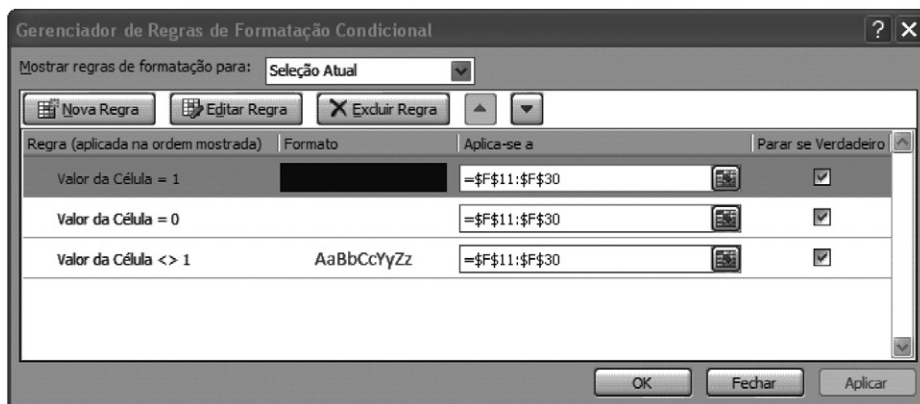 Gerenciador de Regras de Formatação Condicional
Mostrar regras de formatação para: Seleção Atual
Nova Regra Editar Regra Excluir Regra
Regra (aplicada na ordem mostrada) Formato Aplica-se a Parar se Verdadeiro
Valor da Célula = 1 =$F$11:$F$30
Valor da Célula = 0 =$F$11:$F$30
Valor da Célula <> 1 AaBbCcYyZz =$F$11:$F$30
OK Fechar Aplicar